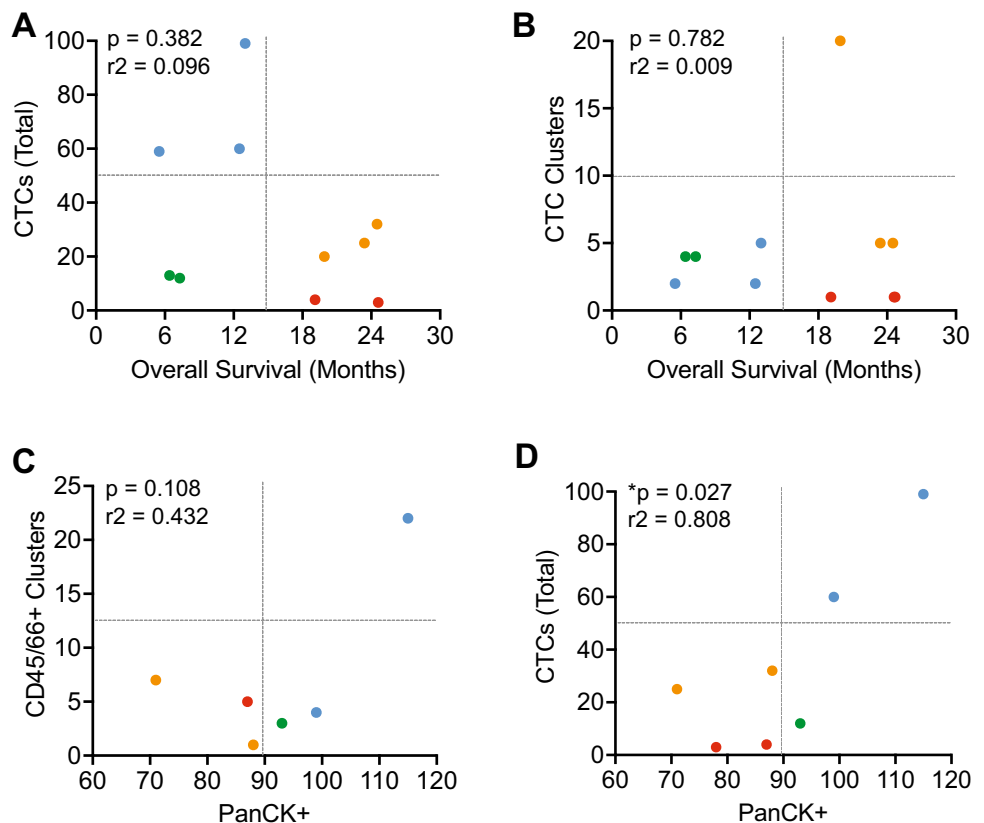 A
p = 0.382
r2 = 0.096
100
80
60
40
20
0
CTCs (Total)
0 6 12 18 24 30
Overall Survival (Months)
B
p = 0.782
r2 = 0.009
20
15
10
5
0
CTC Clusters
0 6 12 18 24 30
Overall Survival (Months)
C
p = 0.108
r2 = 0.432
25
20
15
10
5
0
CD45/66+ Clusters
60 70 80 90 100 110 120
PanCK+
D
*p = 0.027
r2 = 0.808
100
80
60
40
20
0
CTCs (Total)
60 70 80 90 100 110 120
PanCK+